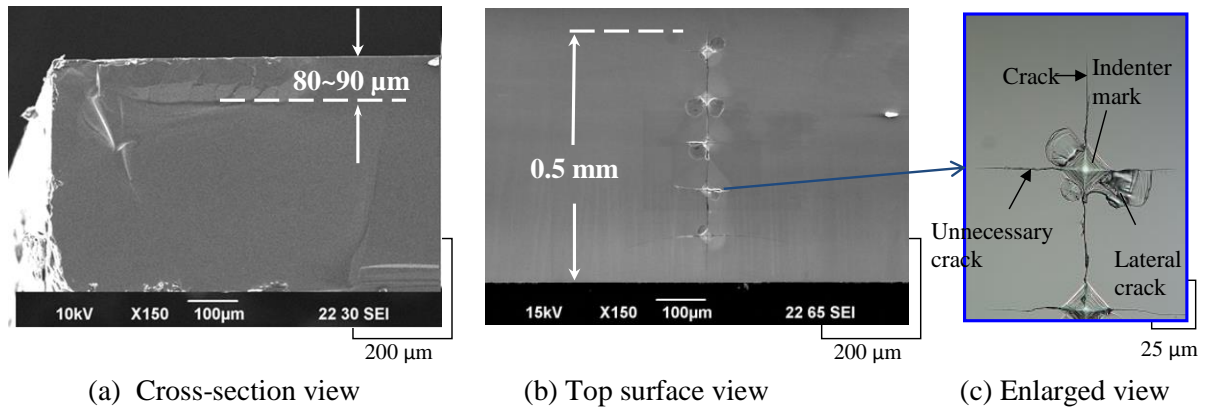 80~90 µm
10kV X150 100µm 22 30 SEI
200 µm
(a) Cross-section view
0.5 mm
15kV X150 100µm 22 65 SEI
200 µm
(b) Top surface view
Crack
Indenter
mark
Unnecessary
crack
Lateral
crack
25 µm
(c) Enlarged view